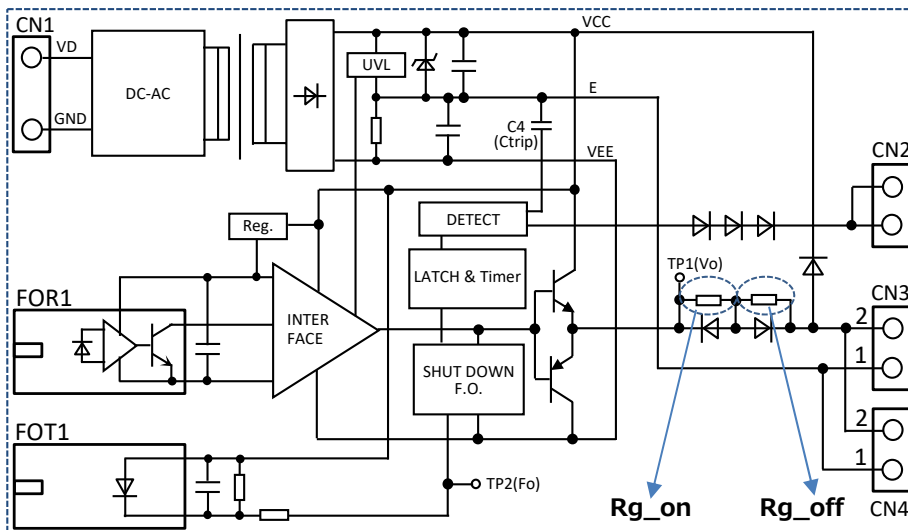 CN1
VD
DC-AC
GND
UVL
VCC
E
C4
(Ctrip)
VEE
CN2
Reg.
DETECT
LATCH & Timer
TP1(Vo)
FOR1
INTER
FACE
CN3
2
1
SHUT DOWN
F.O.
FOT1
2
1
TP2(Fo)
Rg_on
Rg_off
CN4